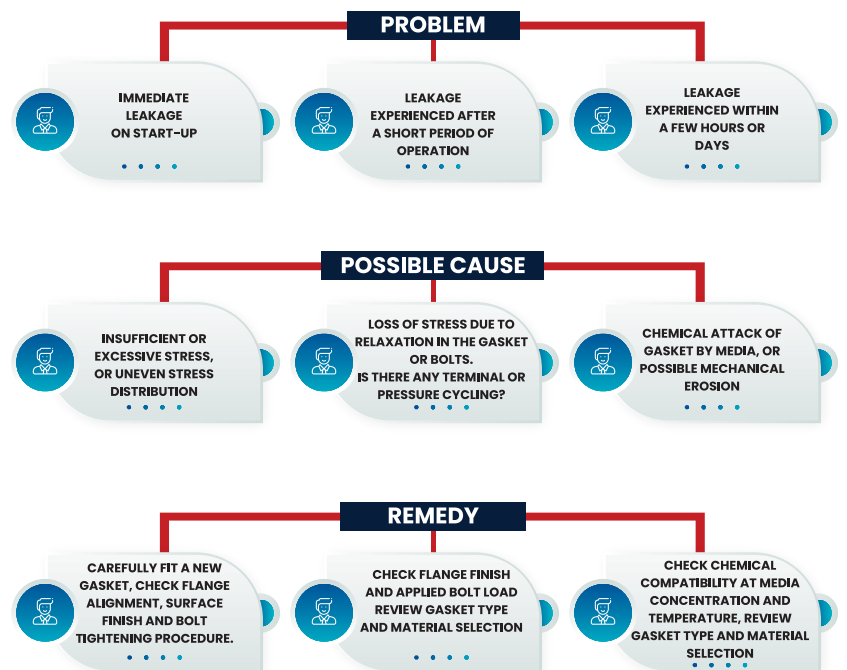 PROBLEM
IMMEDIATE
LEAKAGE
ON START-UP
LEAKAGE
EXPERIENCED AFTER
A SHORT PERIOD OF
OPERATION
LEAKAGE
EXPERIENCED WITHIN
A FEW HOURS OR
DAYS
POSSIBLE CAUSE
INSUFFICIENT OR
EXCESSIVE STRESS,
OR UNEVEN STRESS
DISTRIBUTION
LOSS OF STRESS DUE TO
RELAXATION IN THE GASKET
OR BOLTS.
IS THERE ANY TERMINAL OR
PRESSURE CYCLING?
CHEMICAL ATTACK OF
GASKET BY MEDIA, OR
POSSIBLE MECHANICAL
EROSION
REMEDY
CAREFULLY FIT A NEW
GASKET, CHECK FLANGE
ALIGNMENT, SURFACE
FINISH AND BOLT
TIGHTENING PROCEDURE.
CHECK FLANGE FINISH
AND APPLIED BOLT LOAD
REVIEW GASKET TYPE
AND MATERIAL SELECTION
CHECK CHEMICAL
COMPATIBILITY AT MEDIA
CONCENTRATION AND
TEMPERATURE, REVIEW
GASKET TYPE AND MATERIAL
SELECTION